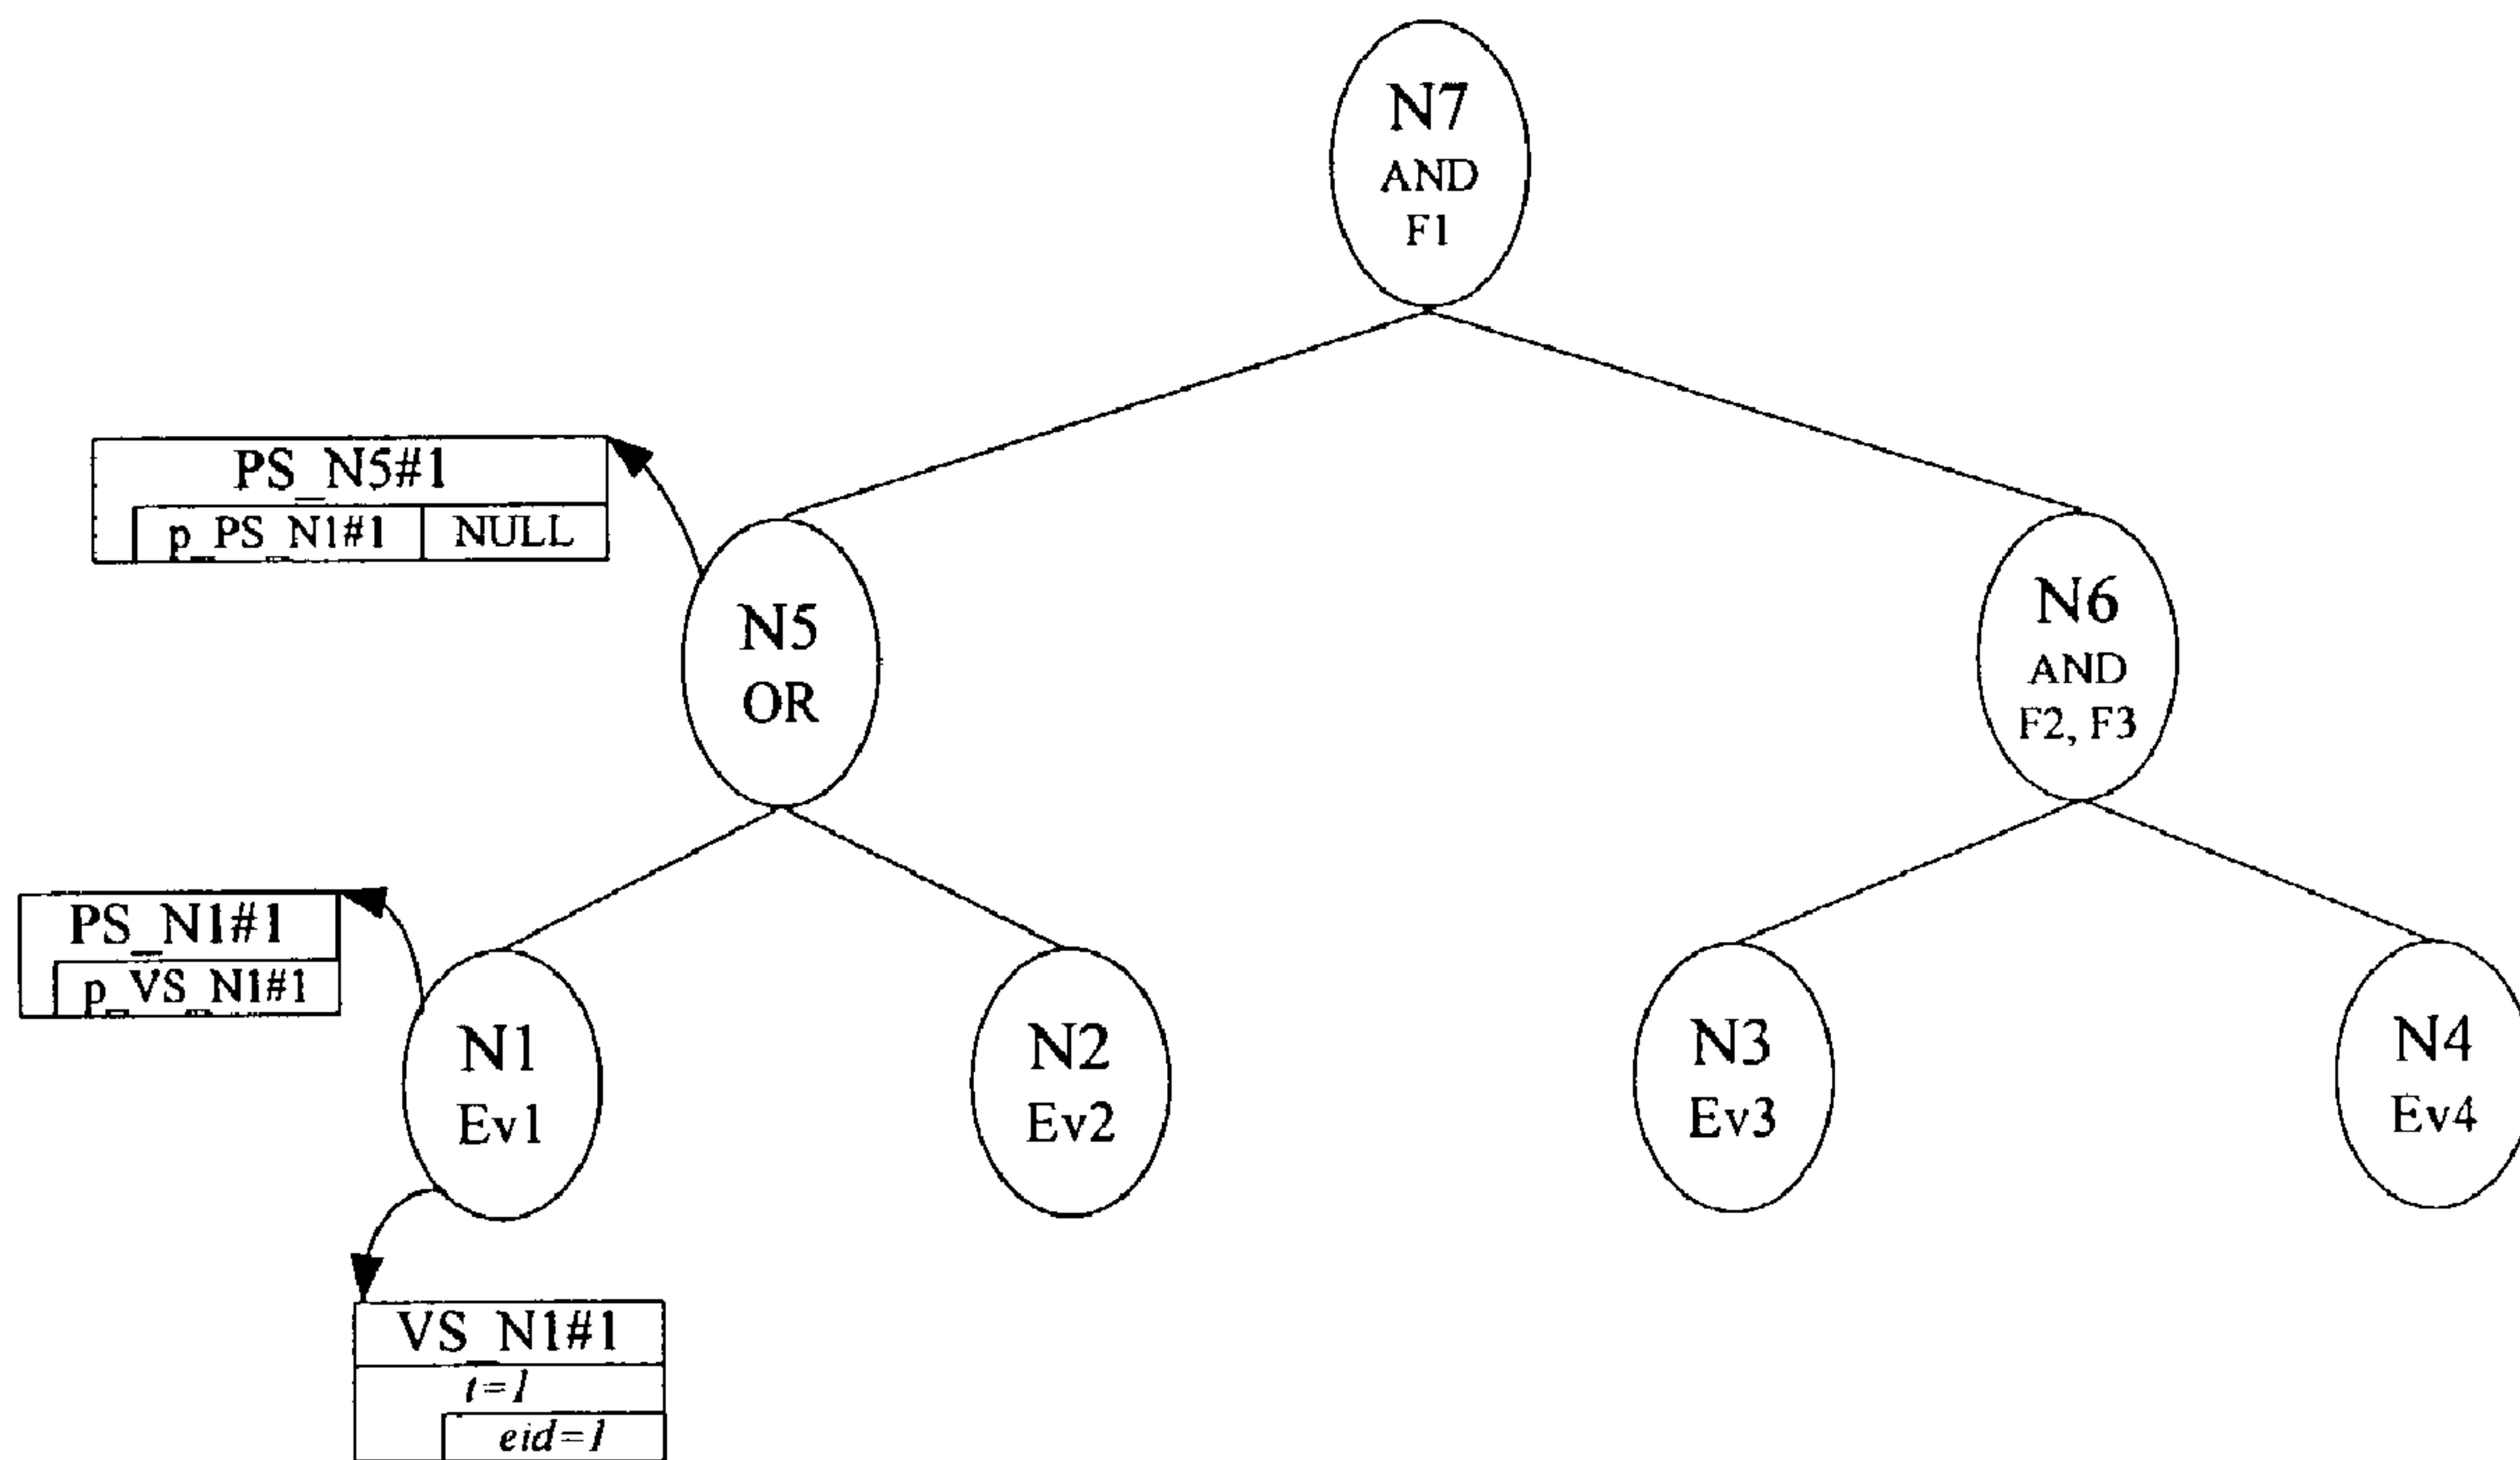 N7
AND
F1
PS_N5#1
p_PS_N1#1 NULL
N5
OR
N6
AND
F2, F3
PS_N1#1
p_VS_N1#1
N1
Ev1
N2
Ev2
N3
Ev3
N4
Ev4
VS_N1#1
t=1
eid=1